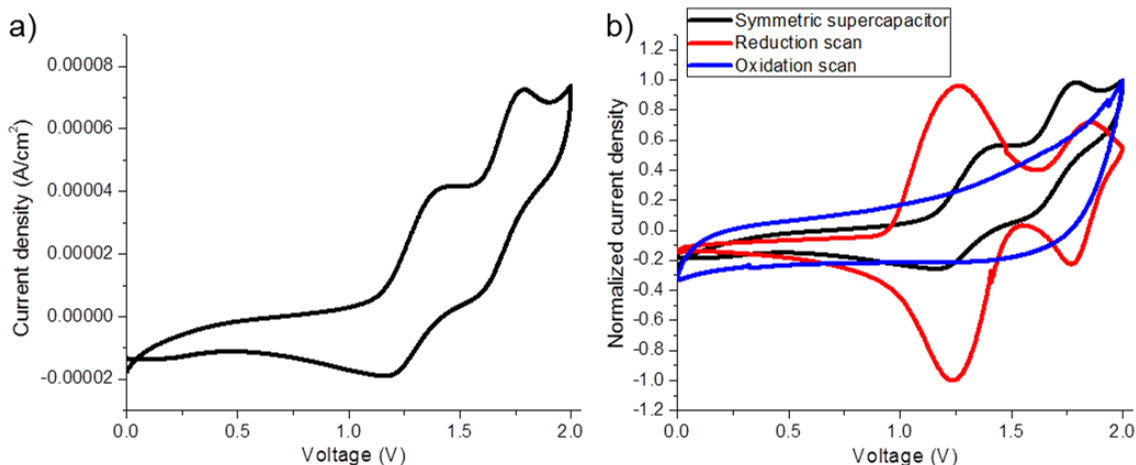 a)
Current density (A/cm²)
0.00008
0.00006
0.00004
0.00002
0.00000
-0.00002
0.0 0.5 1.0 1.5 2.0
Voltage (V)
b)
Symmetric supercapacitor
Reduction scan
Oxidation scan
Normalized current density
1.2
1.0
0.8
0.6
0.4
0.2
0.0
-0.2
-0.4
-0.6
-0.8
-1.0
-1.2
0.0 0.5 1.0 1.5 2.0
Voltage (V)